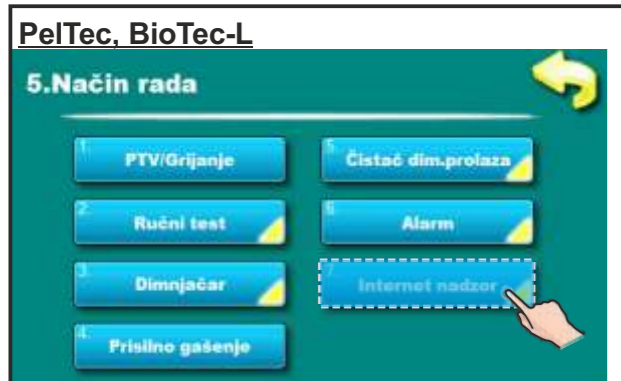 PelTec, BioTec-L
5.Način rada
1. PTV/Grijanje
2. Ručni test
3. Dimnjačar
4. Prisilno gašenje
5. Čistač dim.prolaza
6. Alarm
7. Internet nadzor